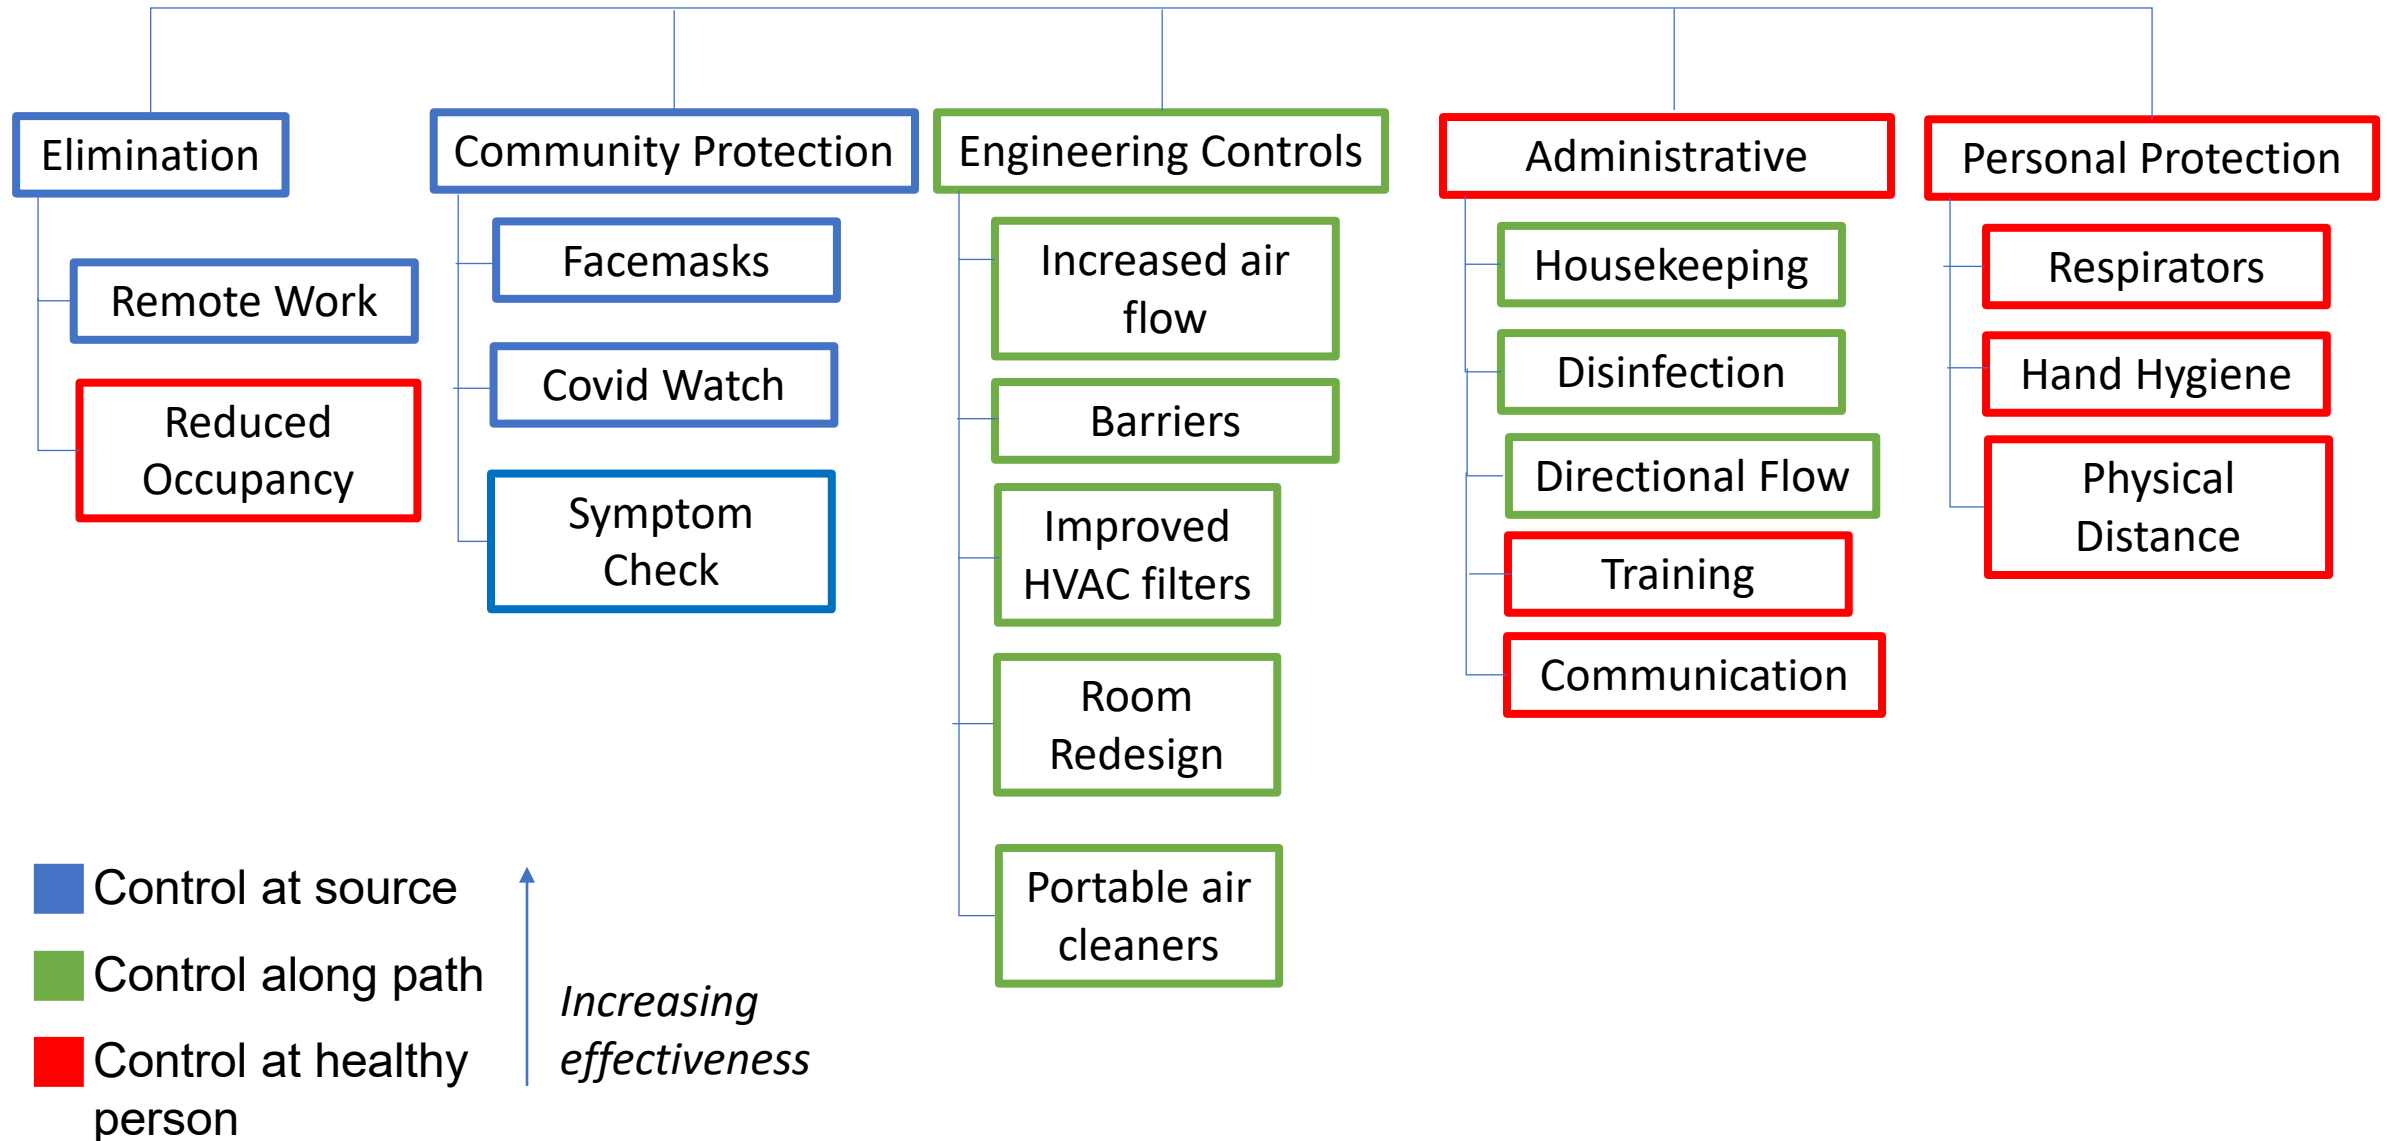 Elimination
Remote Work
Reduced
Occupancy
Community Protection
Facemasks
Covid Watch
Symptom
Check
Engineering Controls
Increased air
flow
Barriers
Improved
HVAC filters
Room
Redesign
Portable air
cleaners
Administrative
Housekeeping
Disinfection
Directional Flow
Training
Communication
Personal Protection
Respirators
Hand Hygiene
Physical
Distance
Control at source
Control along path
Control at healthy
person
Increasing
effectiveness